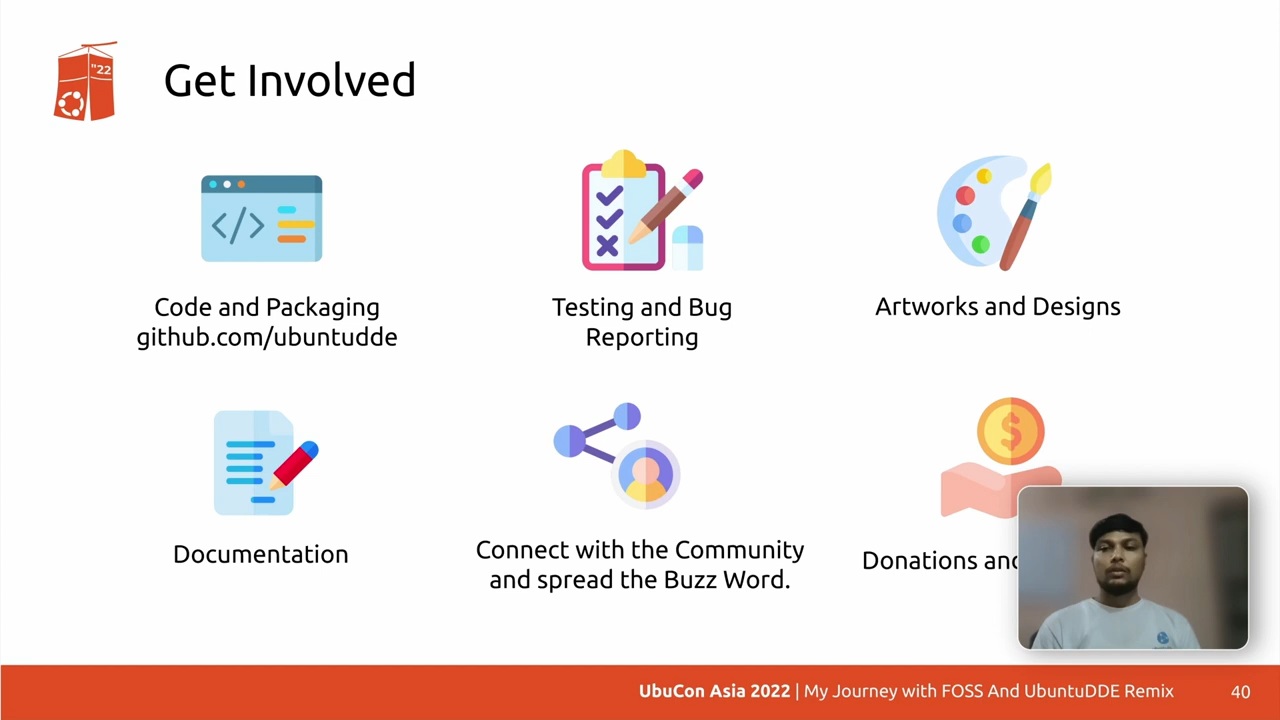 "22
Get Involved
Code and Packaging
github.com/ubuntudde
Testing and Bug
Reporting
Artworks and Designs
Documentation
Connect with the Community
and spread the Buzz Word.
Donations and
UbuCon Asia 2022 | My Journey with FOSS And UbuntuDDE Remix
40